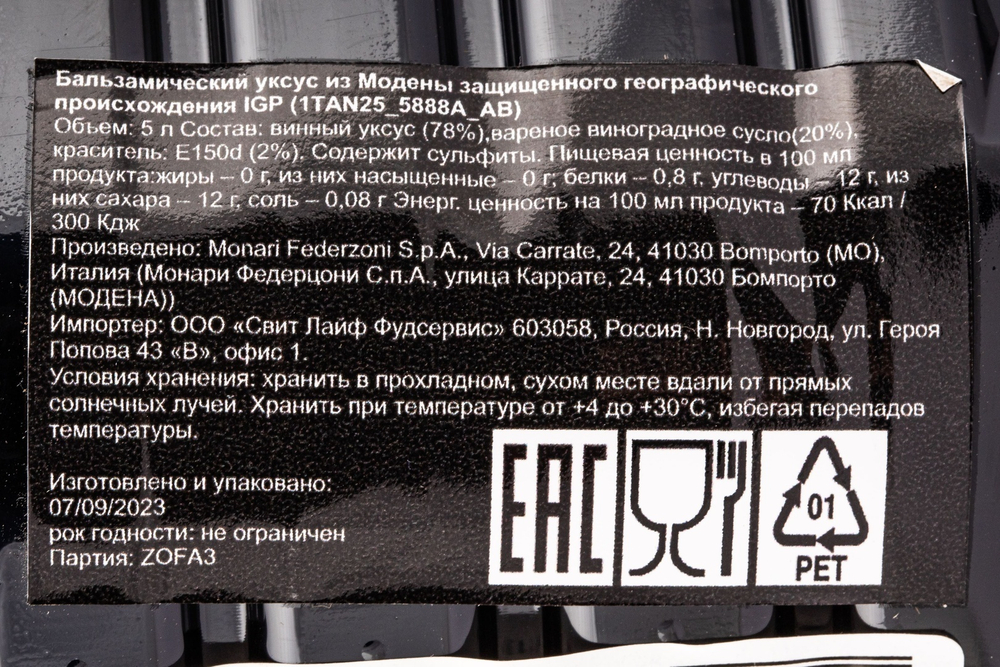 Бальзамический уксус из Модены защищенного географического
происхождения IGP (1TAN25_5888A_AB)
Объем: 5 л Состав: винный уксус (78%),вареное виноградное сусло(20%),
краситель: E150d (2%). Содержит сульфиты. Пищевая ценность в 100 мл
продукта:жиры – 0 г, из них насыщенные – 0 г; белки – 0,8 г, углеводы – 12 г, из
них сахара – 12 г, соль – 0,08 г Энерг. ценность на 100 мл продукта – 70 Ккал /
300 Кдж
Произведено: Monari Federzoni S.p.A., Via Carrate, 24, 41030 Bomporto (MO),
Италия (Монари Федерцони С.п.А., улица Каррате, 24, 41030 Бомпорто
(МОДЕНА))
Импортер: ООО «Свит Лайф Фудсервис» 603058, Россия, Н. Новгород, ул. Героя
Попова 43 «В», офис 1.
Условия хранения: хранить в прохладном, сухом месте вдали от прямых
солнечных лучей. Хранить при температуре от +4 до +30°C, избегая перепадов
температуры.
Изготовлено и упаковано:
07/09/2023
рок годности: не ограничен
Партия: ZOFA3
EAC
01
PET